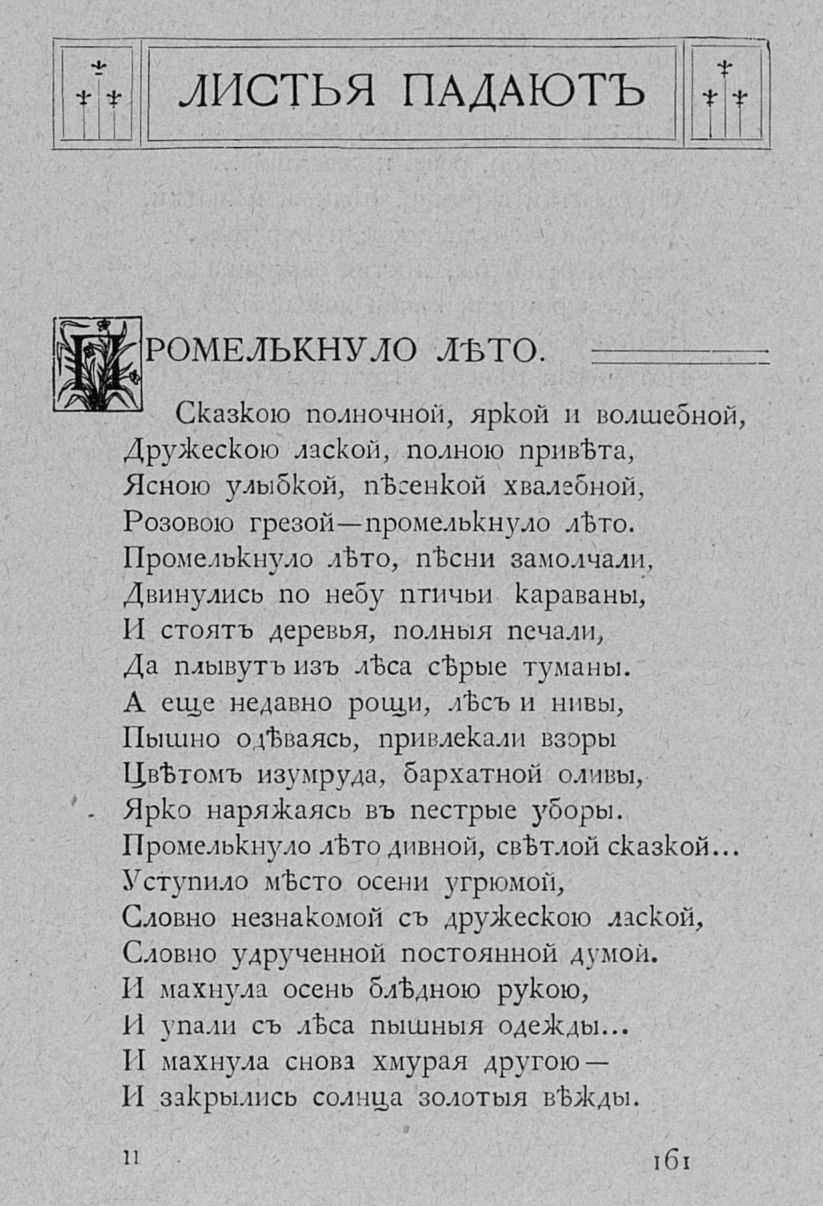 ЛИСТЬЯ ПАДАЮТЪ
ПРОМЕЛЬКНУЛО ЛѢТО.
Сказкою полночной, яркой и волшебной,
Дружескою лаской, полною привѣта,
Ясною улыбкой, пѣсенкой хвалебной,
Розовою грезой—промелькнуло лѣто.
Промелькнуло лѣто, пѣсни замолчали,
Двинулись по небу птичьи караваны,
И стоятъ деревья, полныя печали,
Да плывутъ изъ лѣса сѣрые туманы.
А еще недавно рощи, лѣсъ и нивы,
Пышно одѣваясь, привлекали взоры
Цвѣтомъ изумруда, бархатной оливы,
Ярко наряжаясь въ пестрые уборы.
Промелькнуло лѣто дивной, свѣтлой сказкой...
Уступило мѣсто осени угрюмой,
Словно незнакомой съ дружескою лаской,
Словно удрученной постоянной думой.
И махнула осень блѣдною рукою,
И упали съ лѣса пышныя одежды...
И махнула снова хмурая другою—
И закрылись солнца золотыя вѣжды.
11 161